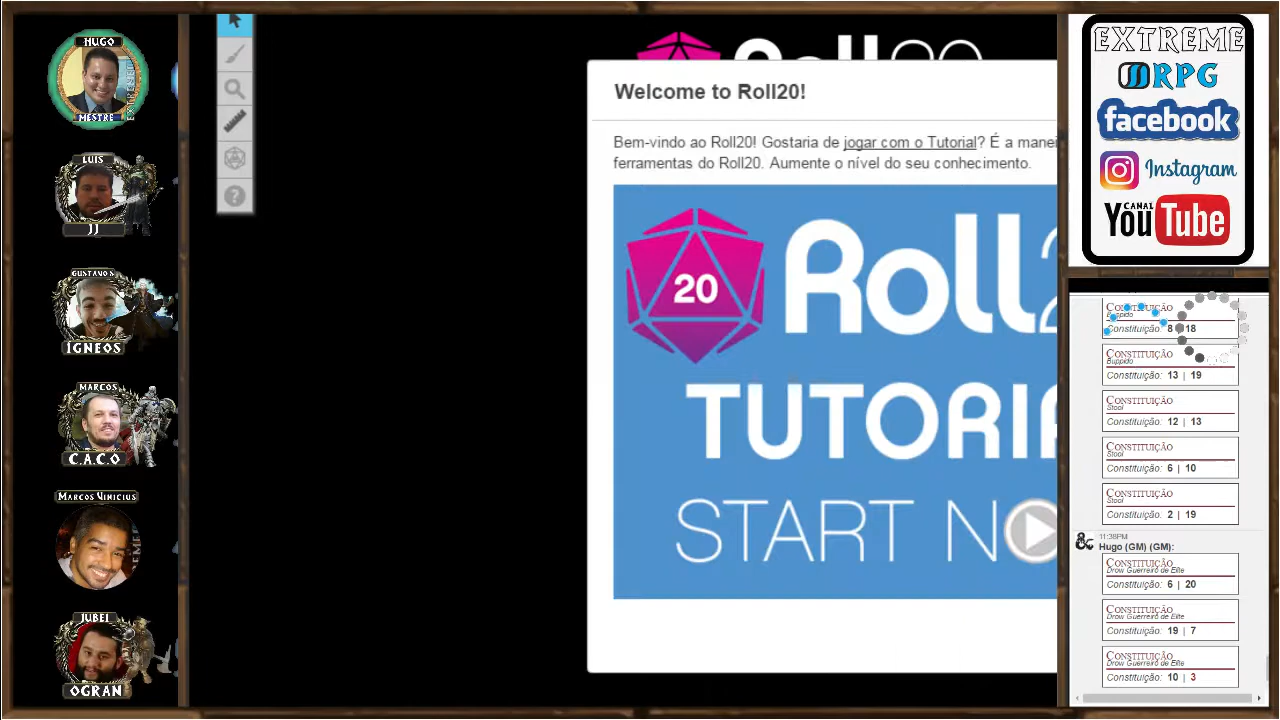 HUGO
MESTRE
EXTREME
LUIS
JJ
GUSTAVO S
IGNEOS
MARCOS
C.A.C.O
MARCOS VINICIUS
JUBEI
OGRAN
Roll20
Welcome to Roll20!
Bem-vindo ao Roll20! Gostaria de jogar com o Tutorial? É a manei
ferramentas do Roll20. Aumente o nível do seu conhecimento.
20
Roll2
TUTORIA
START N
EXTREME
RPG
facebook
Instagram
CANAL
YouTube
CONSTITUIÇÃO
Buppido
Constituição: 8 | 18
CONSTITUIÇÃO
Buppido
Constituição: 13 | 19
CONSTITUIÇÃO
Stool
Constituição: 12 | 13
CONSTITUIÇÃO
Stool
Constituição: 6 | 10
CONSTITUIÇÃO
Stool
Constituição: 2 | 19
11:38PM
Hugo (GM) (GM):
CONSTITUIÇÃO
Drow Guerreiro de Elite
Constituição: 6 | 20
CONSTITUIÇÃO
Drow Guerreiro de Elite
Constituição: 19 | 7
CONSTITUIÇÃO
Drow Guerreiro de Elite
Constituição: 10 | 3